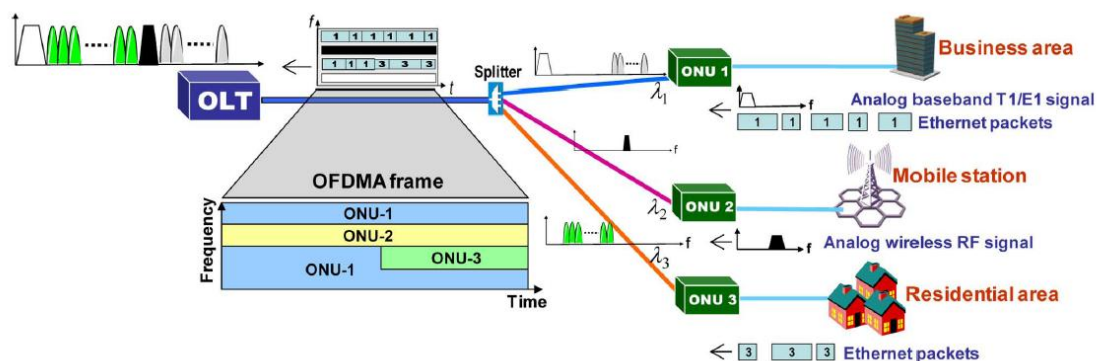 f
1 1 1 1 1 1
1 1 1 3 3 3
t
f
OLT
Splitter
f
λ1
ONU 1
Business area
f
Analog baseband T1/E1 signal
1 1 1 1 1
Ethernet packets
f
OFDMA frame
Frequency
ONU-1
ONU-2
ONU-1
ONU-3
Time
λ2
ONU 2
Mobile station
f
Analog wireless RF signal
f
λ3
ONU 3
Residential area
3 3 3
Ethernet packets